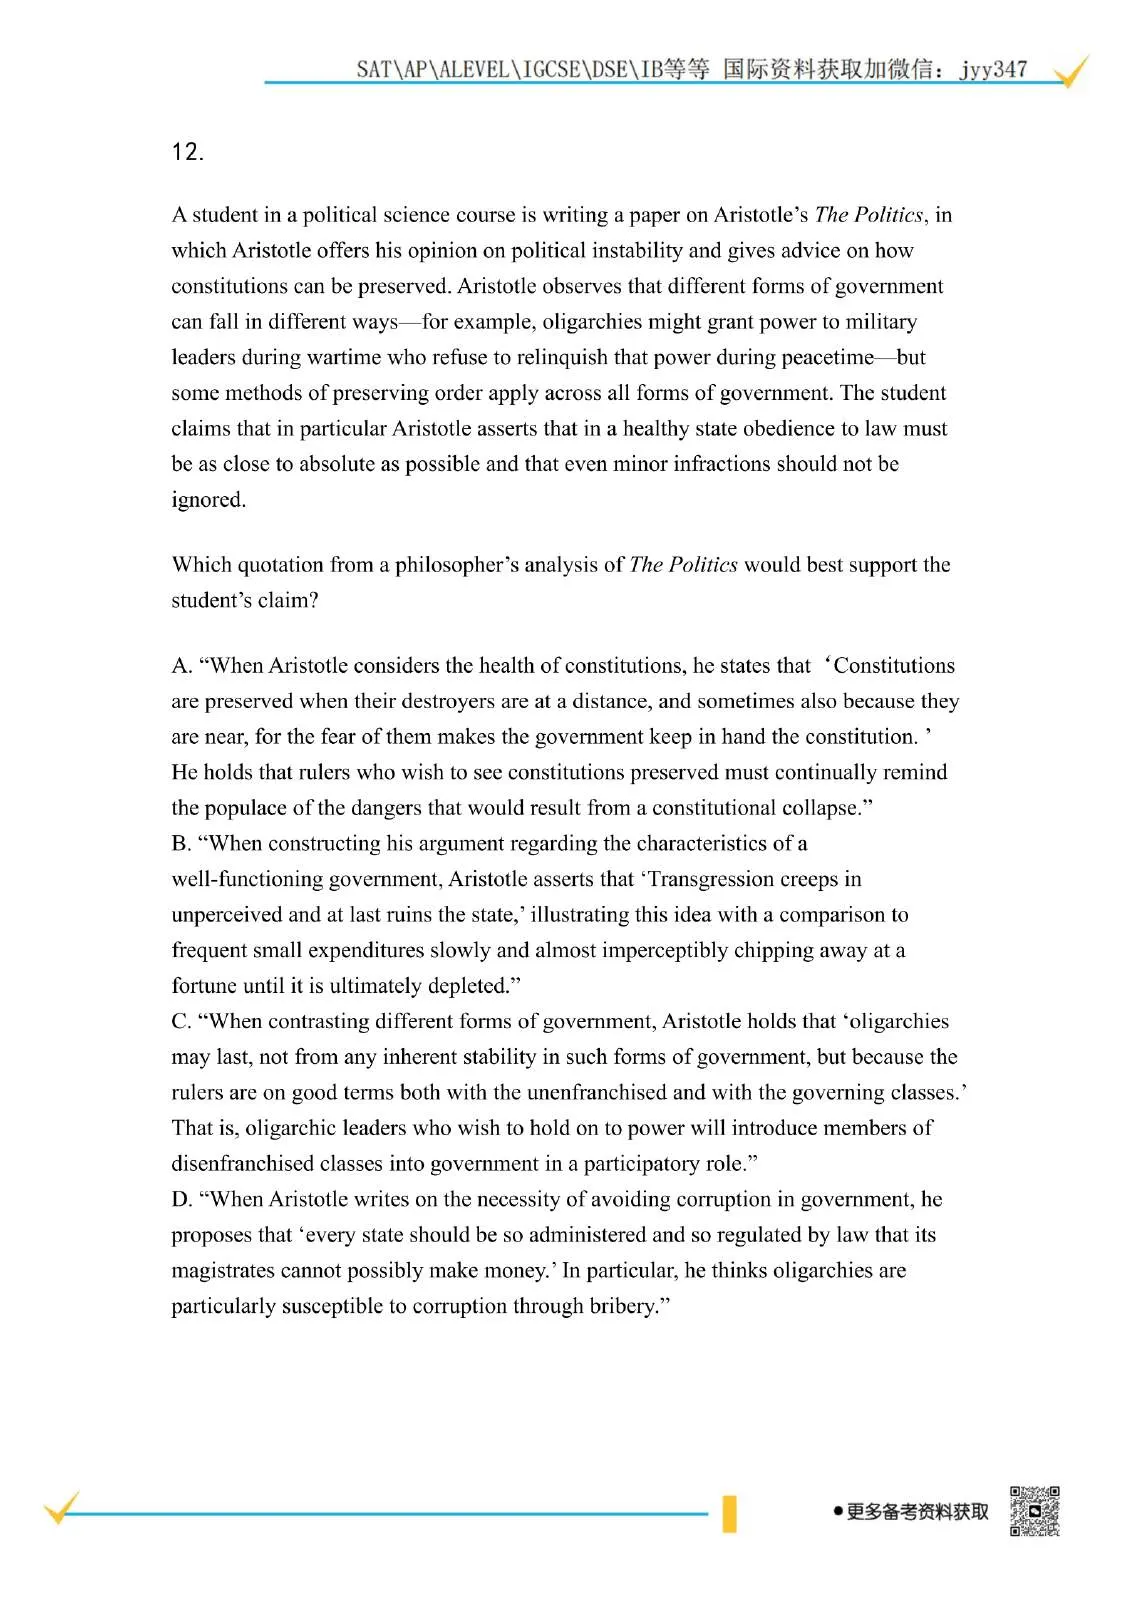 SAT\AP\ALEVEL\IGCSE\DSE\IB等等 国际资料获取加微信：jyy347
12.
A student in a political science course is writing a paper on Aristotle’s The Politics, in
which Aristotle offers his opinion on political instability and gives advice on how
constitutions can be preserved. Aristotle observes that different forms of government
can fall in different ways—for example, oligarchies might grant power to military
leaders during wartime who refuse to relinquish that power during peacetime—but
some methods of preserving order apply across all forms of government. The student
claims that in particular Aristotle asserts that in a healthy state obedience to law must
be as close to absolute as possible and that even minor infractions should not be
ignored.
Which quotation from a philosopher’s analysis of The Politics would best support the
student’s claim?
A. “When Aristotle considers the health of constitutions, he states that ‘Constitutions
are preserved when their destroyers are at a distance, and sometimes also because they
are near, for the fear of them makes the government keep in hand the constitution. ’
He holds that rulers who wish to see constitutions preserved must continually remind
the populace of the dangers that would result from a constitutional collapse.”
B. “When constructing his argument regarding the characteristics of a
well-functioning government, Aristotle asserts that ‘Transgression creeps in
unperceived and at last ruins the state,’ illustrating this idea with a comparison to
frequent small expenditures slowly and almost imperceptibly chipping away at a
fortune until it is ultimately depleted.”
C. “When contrasting different forms of government, Aristotle holds that ‘oligarchies
may last, not from any inherent stability in such forms of government, but because the
rulers are on good terms both with the unenfranchised and with the governing classes.’
That is, oligarchic leaders who wish to hold on to power will introduce members of
disenfranchised classes into government in a participatory role.”
D. “When Aristotle writes on the necessity of avoiding corruption in government, he
proposes that ‘every state should be so administered and so regulated by law that its
magistrates cannot possibly make money.’ In particular, he thinks oligarchies are
particularly susceptible to corruption through bribery.”
●更多备考资料获取